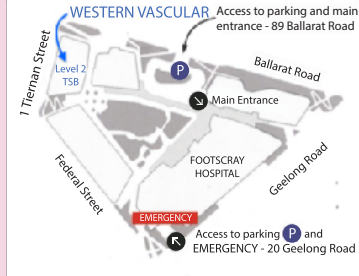 WESTERN VASCULAR
Access to parking and main
entrance - 89 Ballarat Road
1 Tiernan Street
Level 2
TSB
P
Ballarat Road
Main Entrance
FOOTSCRAY
HOSPITAL
Geelong Road
Federal Street
EMERGENCY
Access to parking P and
EMERGENCY - 20 Geelong Road